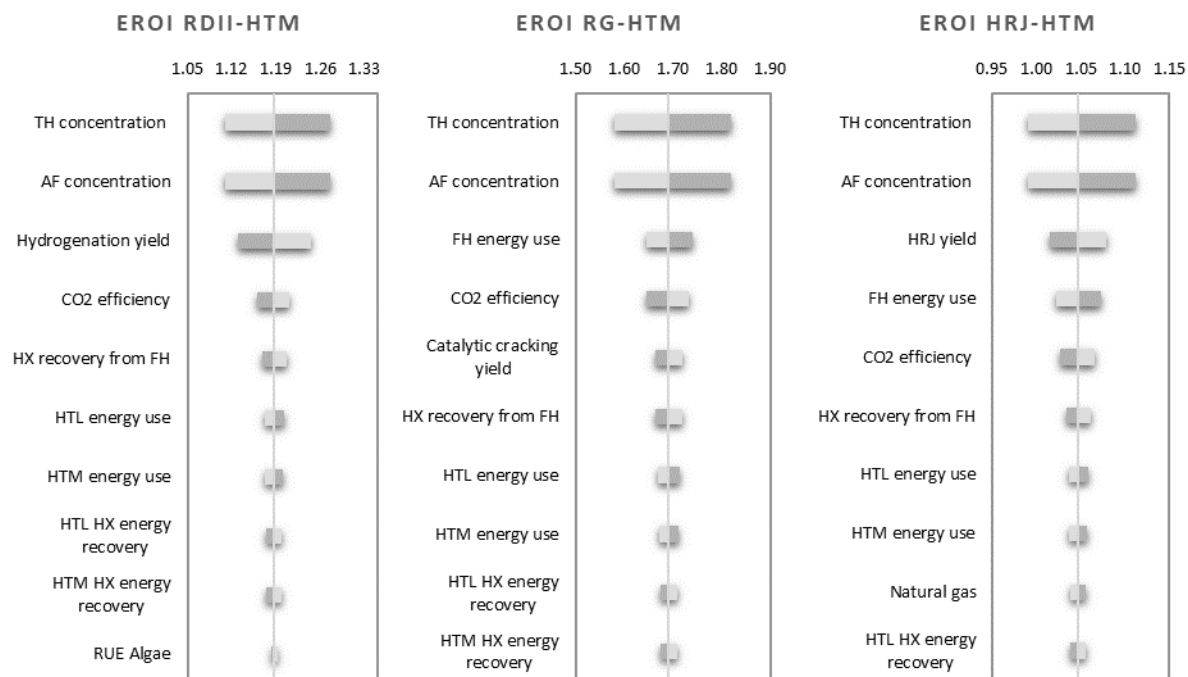 EROI RDII-HTM
1.05 1.12 1.19 1.26 1.33
TH concentration
AF concentration
Hydrogenation yield
CO2 efficiency
HX recovery from FH
HTL energy use
HTM energy use
HTL HX energy
recovery
HTM HX energy
recovery
RUE Algae
EROI RG-HTM
1.50 1.60 1.70 1.80 1.90
TH concentration
AF concentration
FH energy use
CO2 efficiency
Catalytic cracking
yield
HX recovery from FH
HTL energy use
HTM energy use
HTL HX energy
recovery
HTM HX energy
recovery
EROI HRJ-HTM
0.95 1.00 1.05 1.10 1.15
TH concentration
AF concentration
HRJ yield
FH energy use
CO2 efficiency
HX recovery from FH
HTL energy use
HTM energy use
Natural gas
HTL HX energy
recovery